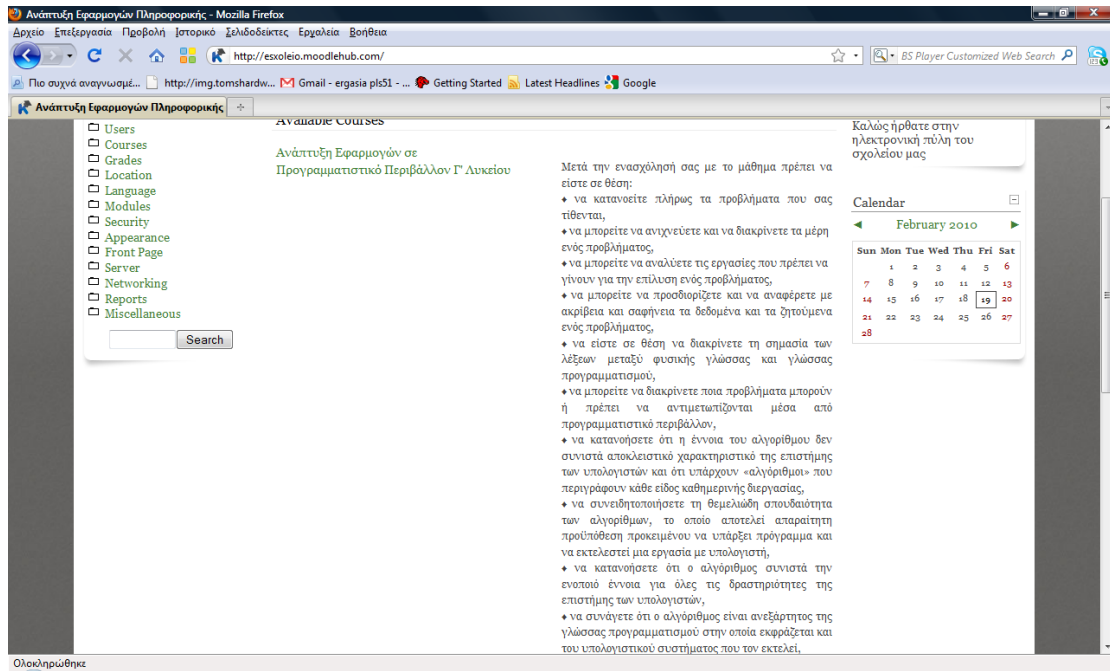 Ανάπτυξη Εφαρμογών Πληροφορικής - Mozilla Firefox
Αρχείο Επεξεργασία Προβολή Ιστορικό Σελιδοδείκτες Εργαλεία Βοήθεια
http://esxoleio.moodlehub.com/
BS Player Customized Web Search
Πιο συχνά αναγνωσμέ... http://img.tomshardw... Gmail - ergasia pls51 - ... Getting Started Latest Headlines Google
Ανάπτυξη Εφαρμογών Πληροφορικής
Users
Courses
Grades
Location
Language
Modules
Security
Appearance
Front Page
Server
Networking
Reports
Miscellaneous
Search
Available Courses
Ανάπτυξη Εφαρμογών σε
Προγραμματιστικό Περιβάλλον Γ' Λυκείου
Μετά την ενασχόλησή σας με το μάθημα πρέπει να
είστε σε θέση:
♦ να κατανοείτε πλήρως τα προβλήματα που σας
τίθενται,
♦ να μπορείτε να ανιχνεύετε και να διακρίνετε τα μέρη
ενός προβλήματος,
♦ να μπορείτε να αναλύετε τις εργασίες που πρέπει να
γίνουν για την επίλυση ενός προβλήματος,
♦ να μπορείτε να προσδιορίζετε και να αναφέρετε με
ακρίβεια και σαφήνεια τα δεδομένα και τα ζητούμενα
ενός προβλήματος,
♦ να είστε σε θέση να διακρίνετε τη σημασία των
λέξεων μεταξύ φυσικής γλώσσας και γλώσσας
προγραμματισμού,
♦ να μπορείτε να διακρίνετε ποια προβλήματα μπορούν
ή πρέπει να αντιμετωπίζονται μέσα από
προγραμματιστικό περιβάλλον,
♦ να κατανοήσετε ότι η έννοια του αλγορίθμου δεν
συνιστά αποκλειστικό χαρακτηριστικό της επιστήμης
των υπολογιστών και ότι υπάρχουν «αλγόριθμοι» που
περιγράφουν κάθε είδος καθημερινής διεργασίας,
♦ να συνειδητοποιήσετε τη θεμελιώδη σπουδαιότητα
των αλγορίθμων, το οποίο αποτελεί απαραίτητη
προϋπόθεση προκειμένου να υπάρξει πρόγραμμα και
να εκτελεστεί μια εργασία με υπολογιστή,
♦ να κατανοήσετε ότι ο αλγόριθμος συνιστά την
ενοποιό έννοια για όλες τις δραστηριότητες της
επιστήμης των υπολογιστών,
♦ να συνάγετε ότι ο αλγόριθμος είναι ανεξάρτητος της
γλώσσας προγραμματισμού στην οποία εκφράζεται και
του υπολογιστικού συστήματος που τον εκτελεί,
Καλώς ήρθατε στην
ηλεκτρονική πύλη του
σχολείου μας
Calendar
◄ February 2010 ►
Sun Mon Tue Wed Thu Fri Sat
1 2 3 4 5 6
7 8 9 10 11 12 13
14 15 16 17 18 19 20
21 22 23 24 25 26 27
28
Ολοκληρώθηκε